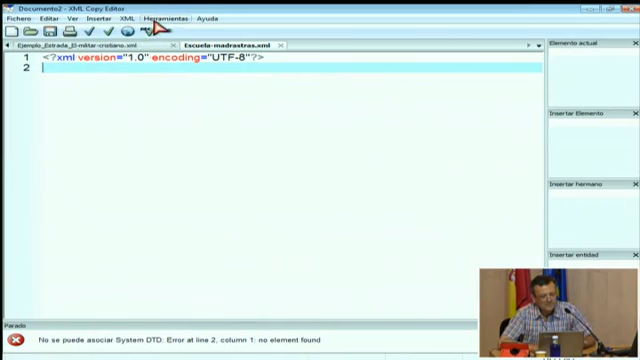 Documento2 - XML Copy Editor
Fichero Editar Ver Insertar XML Herramientas Ayuda
Ejemplo_Estrada_El-militar-cristiano.xml
Escuela-madrastras.xml
Elemento actual
1 <?xml version="1.0" encoding="UTF-8"?>
2
Insertar Elemento
Insertar hermano
Insertar entidad
Parado
No se puede asociar System DTD: Error at line 2, column 1: no element found